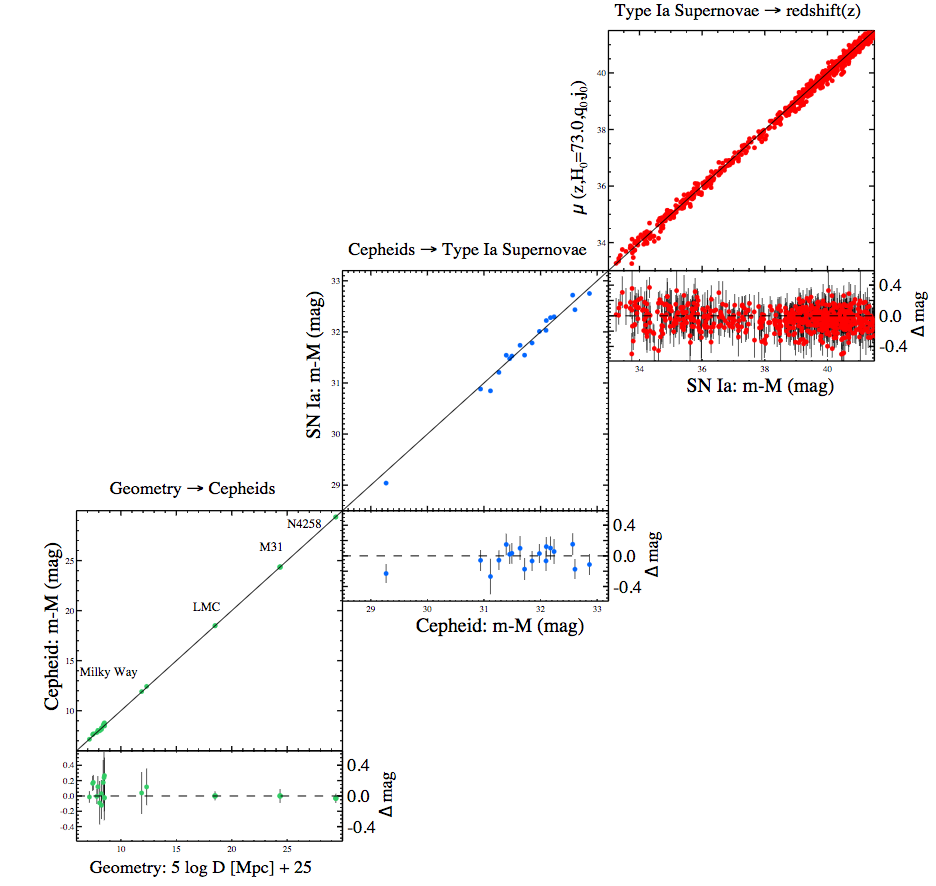 Type Ia Supernovae → redshift(z)
40
38
36
34
μ (z,H₀=73.0,q₀,j₀)
0.4
0.0
-0.4
Δ mag
34 36 38 40
SN Ia: m-M (mag)
Cepheids → Type Ia Supernovae
33
32
31
30
29
SN Ia: m-M (mag)
0.4
0.0
-0.4
Δ mag
29 30 31 32 33
Cepheid: m-M (mag)
Geometry → Cepheids
N4258
M31
LMC
Milky Way
25
20
15
10
Cepheid: m-M (mag)
0.4
0.2
0.0
-0.2
-0.4
0.4
0.0
-0.4
Δ mag
10 15 20 25
Geometry: 5 log D [Mpc] + 25